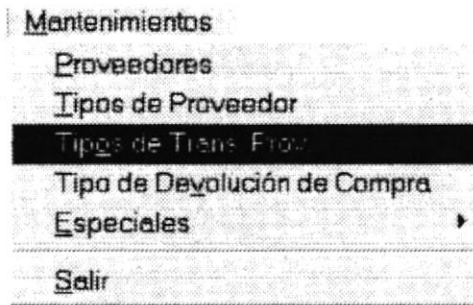 Mantenimientos
Proveedores
Tipos de Proveedor
Tipos de Trans. Prov.
Tipo de Devolución de Compra
Especiales
Salir